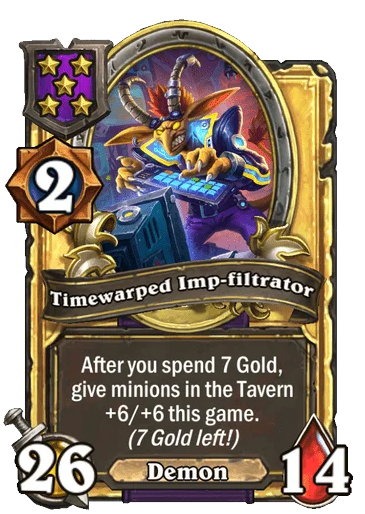 2
Timewarped Imp-filtrator
After you spend 7 Gold,
give minions in the Tavern
+6/+6 this game.
(7 Gold left!)
26
Demon
14